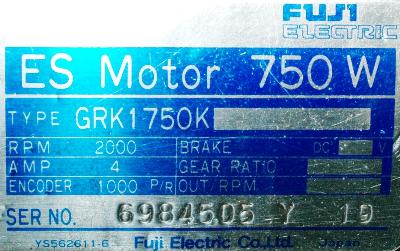 FUJI
ELECTRIC
ES Motor 750 W
TYPE GRK1750K
RPM 2000 BRAKE DC V
AMP 4 GEAR RATIO
ENCODER 1000 P/R OUT/RPM
SER NO. 6984505 Y 19
YS562611-6 Fuji Electric Co.,Ltd. Japan